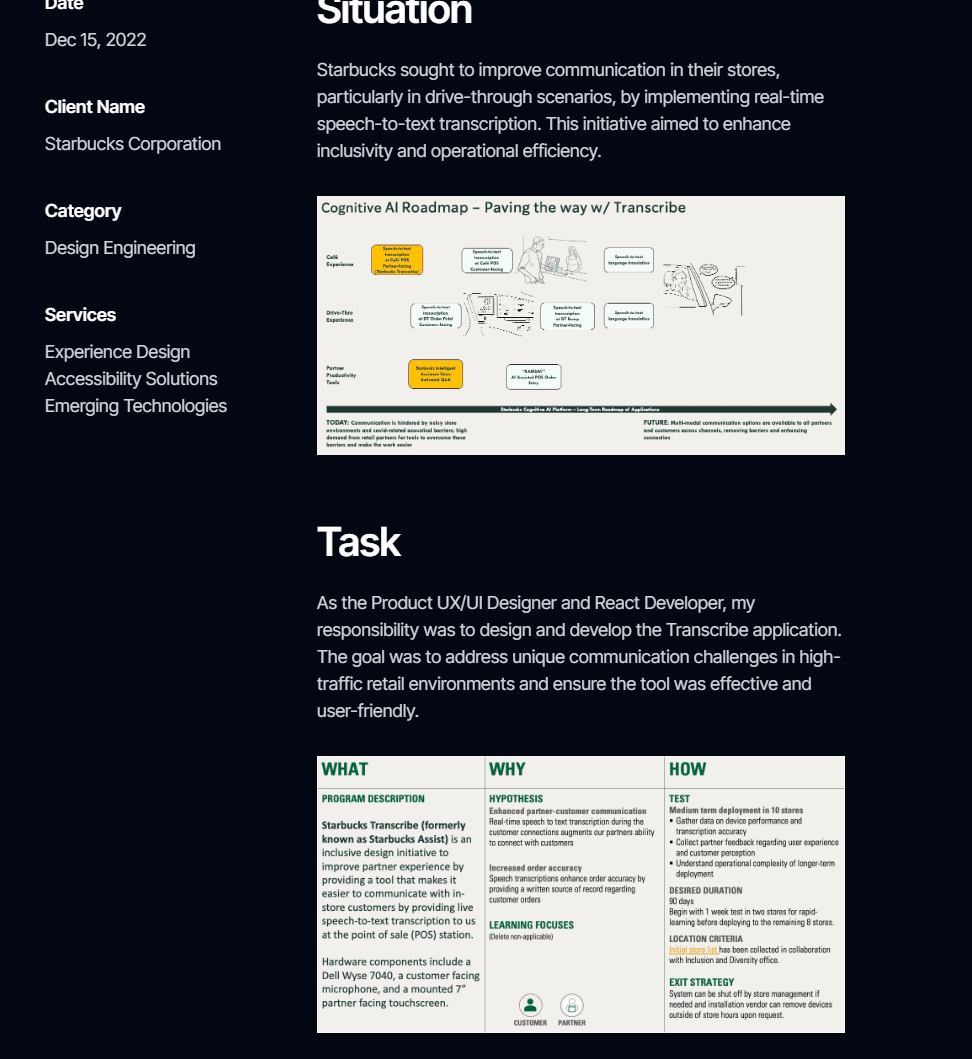 Date
Dec 15, 2022
Client Name
Starbucks Corporation
Category
Design Engineering
Services
Experience Design
Accessibility Solutions
Emerging Technologies
Situation
Starbucks sought to improve communication in their stores,
particularly in drive-through scenarios, by implementing real-time
speech-to-text transcription. This initiative aimed to enhance
inclusivity and operational efficiency.
Cognitive AI Roadmap – Paving the way w/ Transcribe
Café
Experience
Speech-to-text
transcription
at Café POS
Partner-facing
(Starbucks Transcribe)
Speech-to-text
transcription
at Café POS
Customer-facing
Speech-to-text
language translation
Drive-Thru
Experience
Speech-to-text
transcription
at DT Order Point
Customer-facing
Speech-to-text
transcription
at DT Bump
Partner-facing
Speech-to-text
language translation
Partner
Productivity
Tools
Starbucks Intelligent
Assistant Voice
Activated Q&A
AI Assisted POS Order
Entry
Starbucks Cognitive AI Platform – Long-Term Roadmap of Applications
TODAY: Communication is hindered by noisy store
environments and covid-related acoustical barriers; high
demand from retail partners for tools to overcome these
barriers and make the work easier
FUTURE: Multi-modal communication options are available to all partners
and customers across channels, removing barriers and enhancing
connection
Task
As the Product UX/UI Designer and React Developer, my
responsibility was to design and develop the Transcribe application.
The goal was to address unique communication challenges in high-
traffic retail environments and ensure the tool was effective and
user-friendly.
WHAT
PROGRAM DESCRIPTION
Starbucks Transcribe (formerly
known as Starbucks Assist) is an
inclusive design initiative to
improve partner experience by
providing a tool that makes it
easier to communicate with in-
store customers by providing live
speech-to-text transcription to us
at the point of sale (POS) station.
Hardware components include a
Dell Wyse 7040, a customer facing
microphone, and a mounted 7"
partner facing touchscreen.
WHY
HYPOTHESIS
Enhanced partner-customer communication
Real-time speech to text transcription during the
customer connections augments our partners ability
to connect with customers
Increased order accuracy
Speech transcriptions enhance order accuracy by
providing a written source of record regarding
customer orders
LEARNING FOCUSES
(Delete non-applicable)
CUSTOMER PARTNER
HOW
TEST
Medium term deployment in 10 stores
• Gather data on device performance and
transcription accuracy
• Collect partner feedback regarding user experience
and customer perception
• Understand operational complexity of longer-term
deployment
DESIRED DURATION
90 days
Begin with 1 week test in two stores for rapid-
learning before deploying to the remaining 8 stores.
LOCATION CRITERIA
Initial store list has been collected in collaboration
with Inclusion and Diversity office.
EXIT STRATEGY
System can be shut off by store management if
needed and installation vendor can remove devices
outside of store hours upon request.